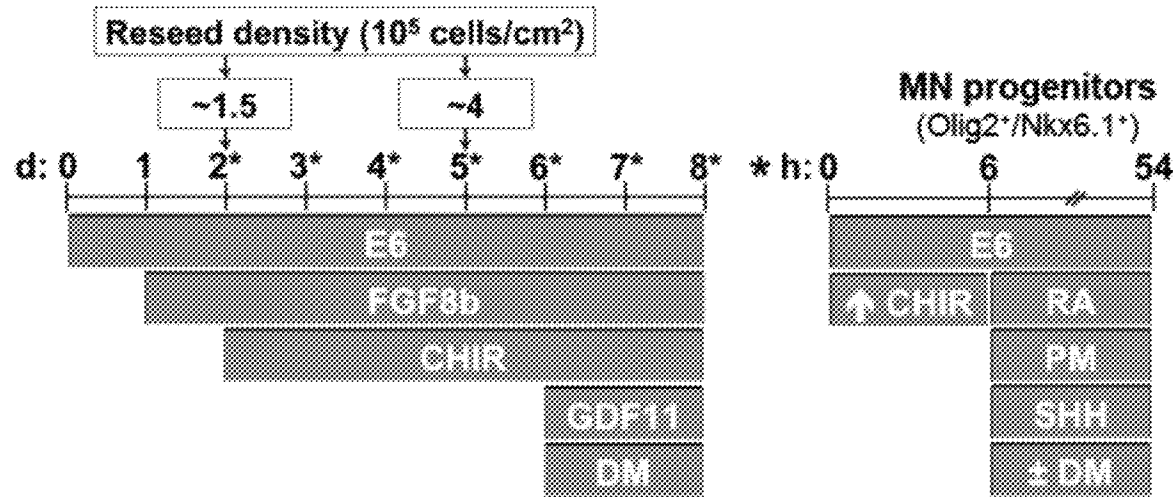 Reseed density (10⁵ cells/cm²)
~1.5
~4
MN progenitors
(Olig2⁺/Nkx6.1⁺)
d: 0 1 2* 3* 4* 5* 6* 7* 8*
* h: 0 6 54
E6
E6
FGF8b
↑ CHIR
RA
CHIR
PM
GDF11
SHH
DM
± DM